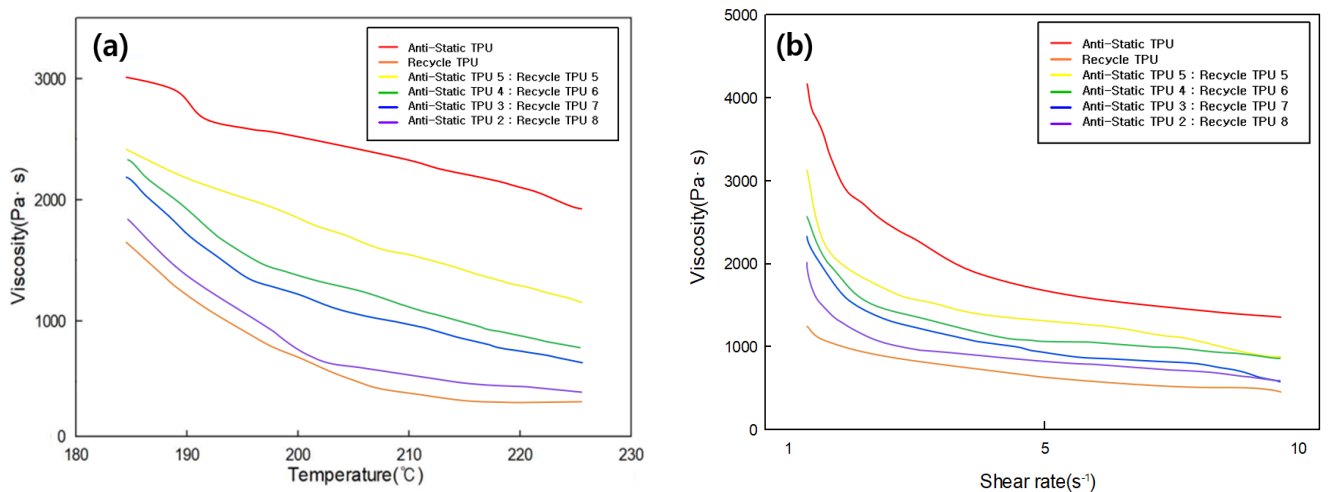 (a)
Anti-Static TPU
Recycle TPU
Anti-Static TPU 5 : Recycle TPU 5
Anti-Static TPU 4 : Recycle TPU 6
Anti-Static TPU 3 : Recycle TPU 7
Anti-Static TPU 2 : Recycle TPU 8
Viscosity(Pa· s)
3000
2000
1000
0
180
190
200
210
220
230
Temperature(℃)
(b)
Anti-Static TPU
Recycle TPU
Anti-Static TPU 5 : Recycle TPU 5
Anti-Static TPU 4 : Recycle TPU 6
Anti-Static TPU 3 : Recycle TPU 7
Anti-Static TPU 2 : Recycle TPU 8
Viscosity(Pa· s)
5000
4000
3000
2000
1000
0
1
5
10
Shear rate(s⁻¹)